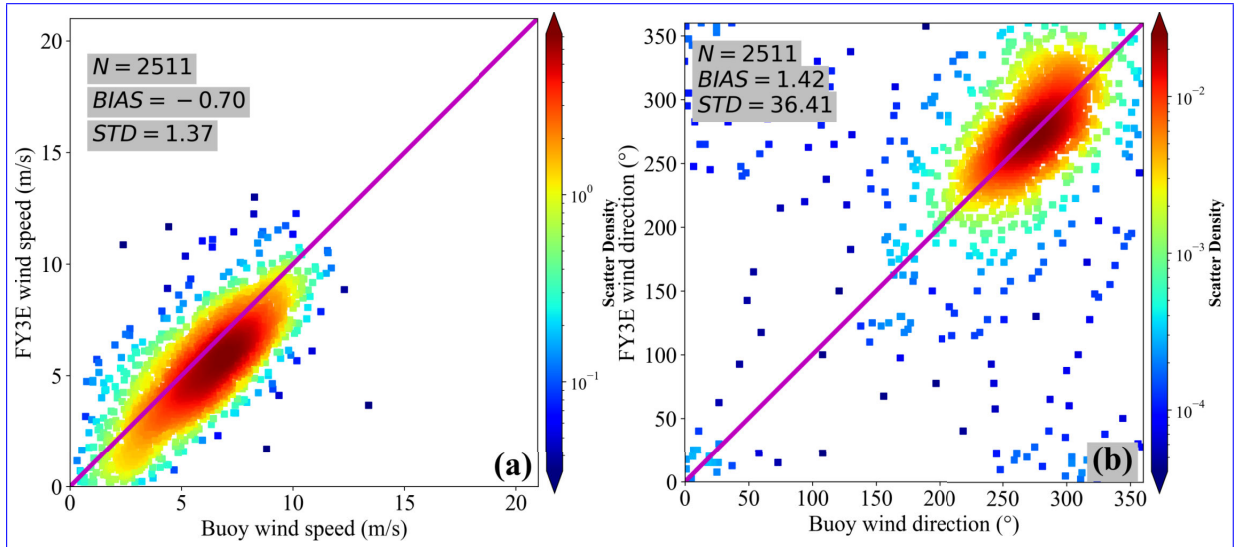 N = 2511
BIAS = − 0.70
STD = 1.37
FY3E wind speed (m/s)
20
15
10
5
0
0 5 10 15 20
Buoy wind speed (m/s)
(a)
10⁰
10⁻¹
Scatter Density
N = 2511
BIAS = 1.42
STD = 36.41
FY3E wind direction (°)
350
300
250
200
150
100
50
0
0 50 100 150 200 250 300 350
Buoy wind direction (°)
(b)
10⁻²
10⁻³
10⁻⁴
Scatter Density